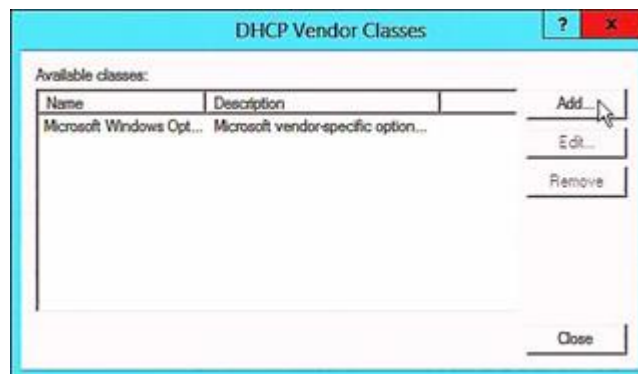 DHCP Vendor Classes
?
x
Available classes:
Name Description
Microsoft Windows Opt... Microsoft vendor-specific option...
Add...
Edit...
Remove
Close